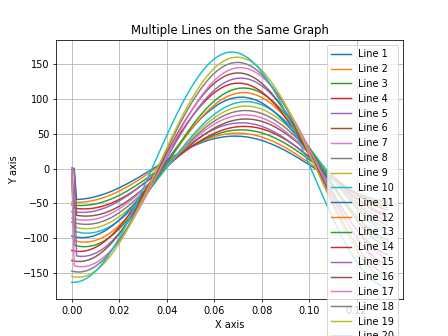 Multiple Lines on the Same Graph
Y axis
150
100
50
0
−50
−100
−150
0.00
0.02
0.04
0.06
0.08
0.10
X axis
Line 1
Line 2
Line 3
Line 4
Line 5
Line 6
Line 7
Line 8
Line 9
Line 10
Line 11
Line 12
Line 13
Line 14
Line 15
Line 16
Line 17
Line 18
Line 19
Line 20